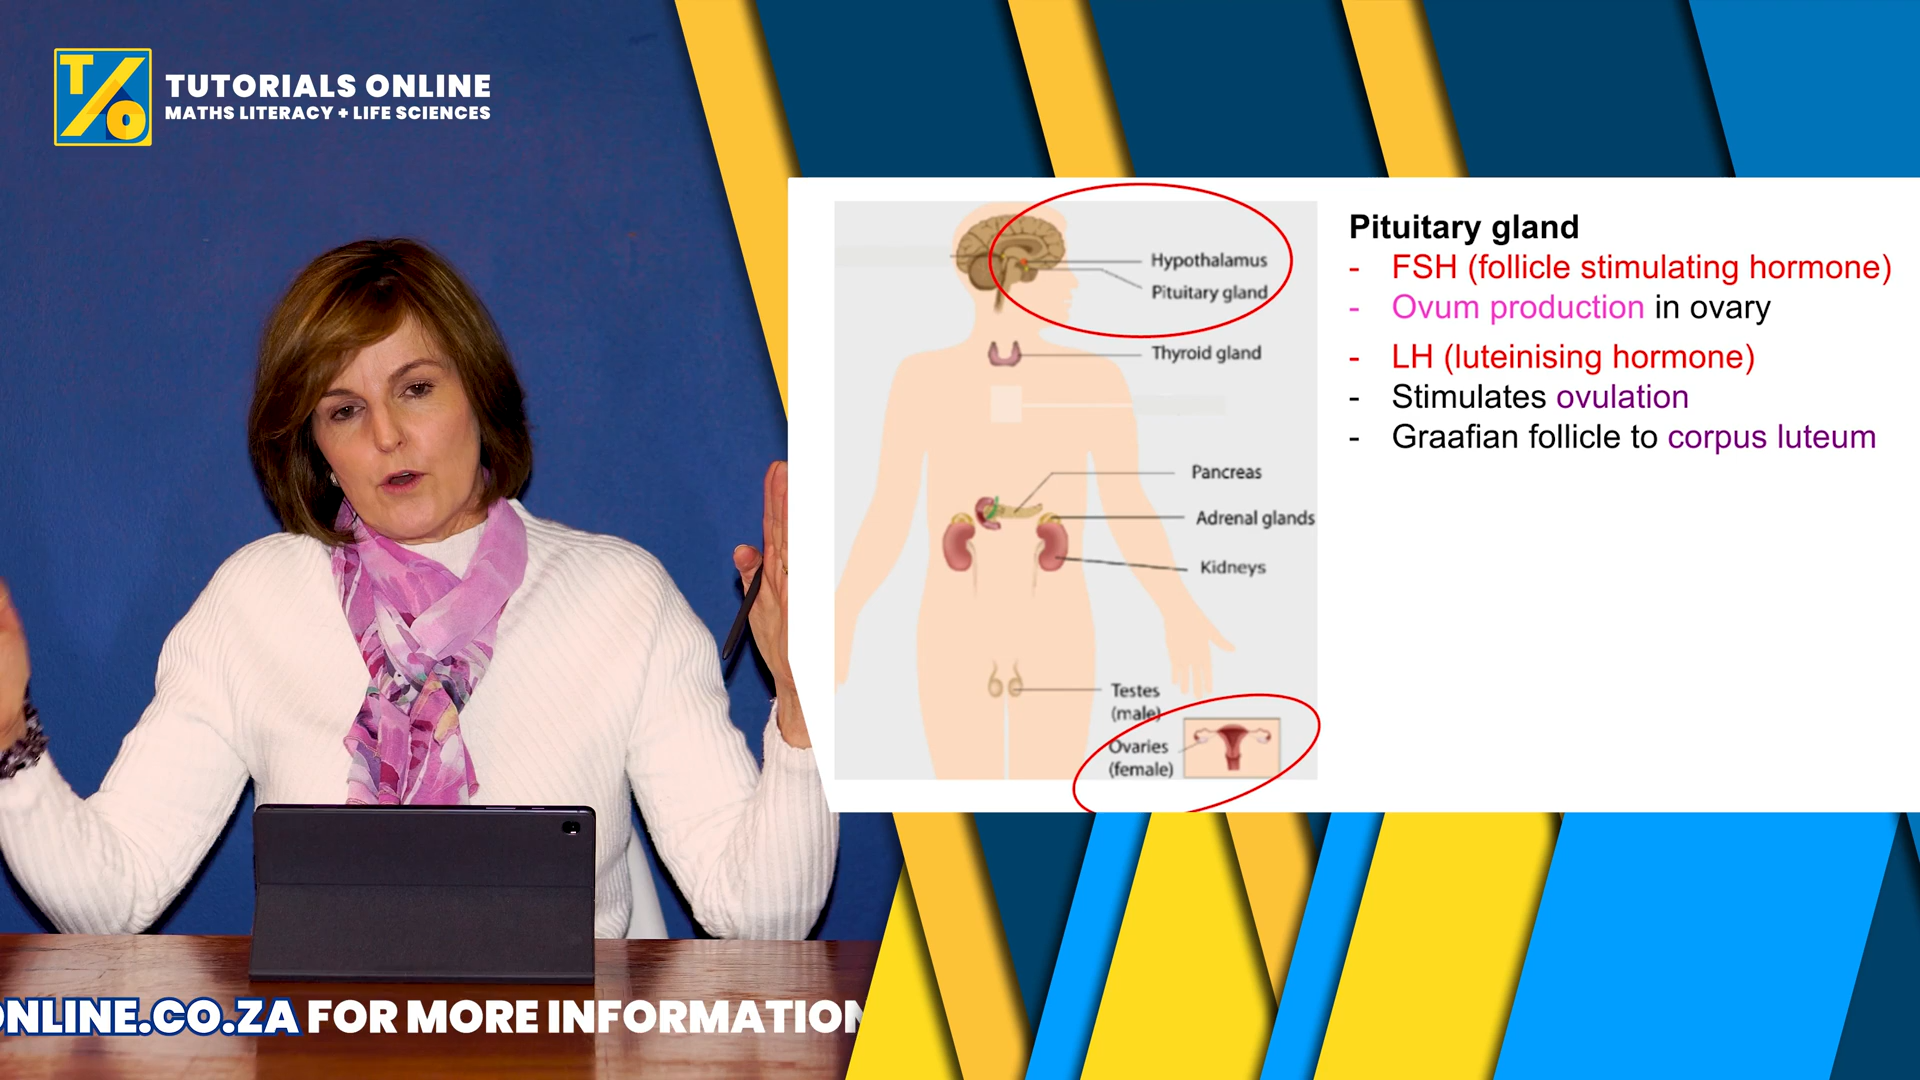 T/O
TUTORIALS ONLINE
MATHS LITERACY + LIFE SCIENCES
Hypothalamus
Pituitary gland
Thyroid gland
Pancreas
Adrenal glands
Kidneys
Testes
(male)
Ovaries
(female)
Pituitary gland
- FSH (follicle stimulating hormone)
- Ovum production in ovary
- LH (luteinising hormone)
- Stimulates ovulation
- Graafian follicle to corpus luteum
ONLINE.CO.ZA FOR MORE INFORMATION